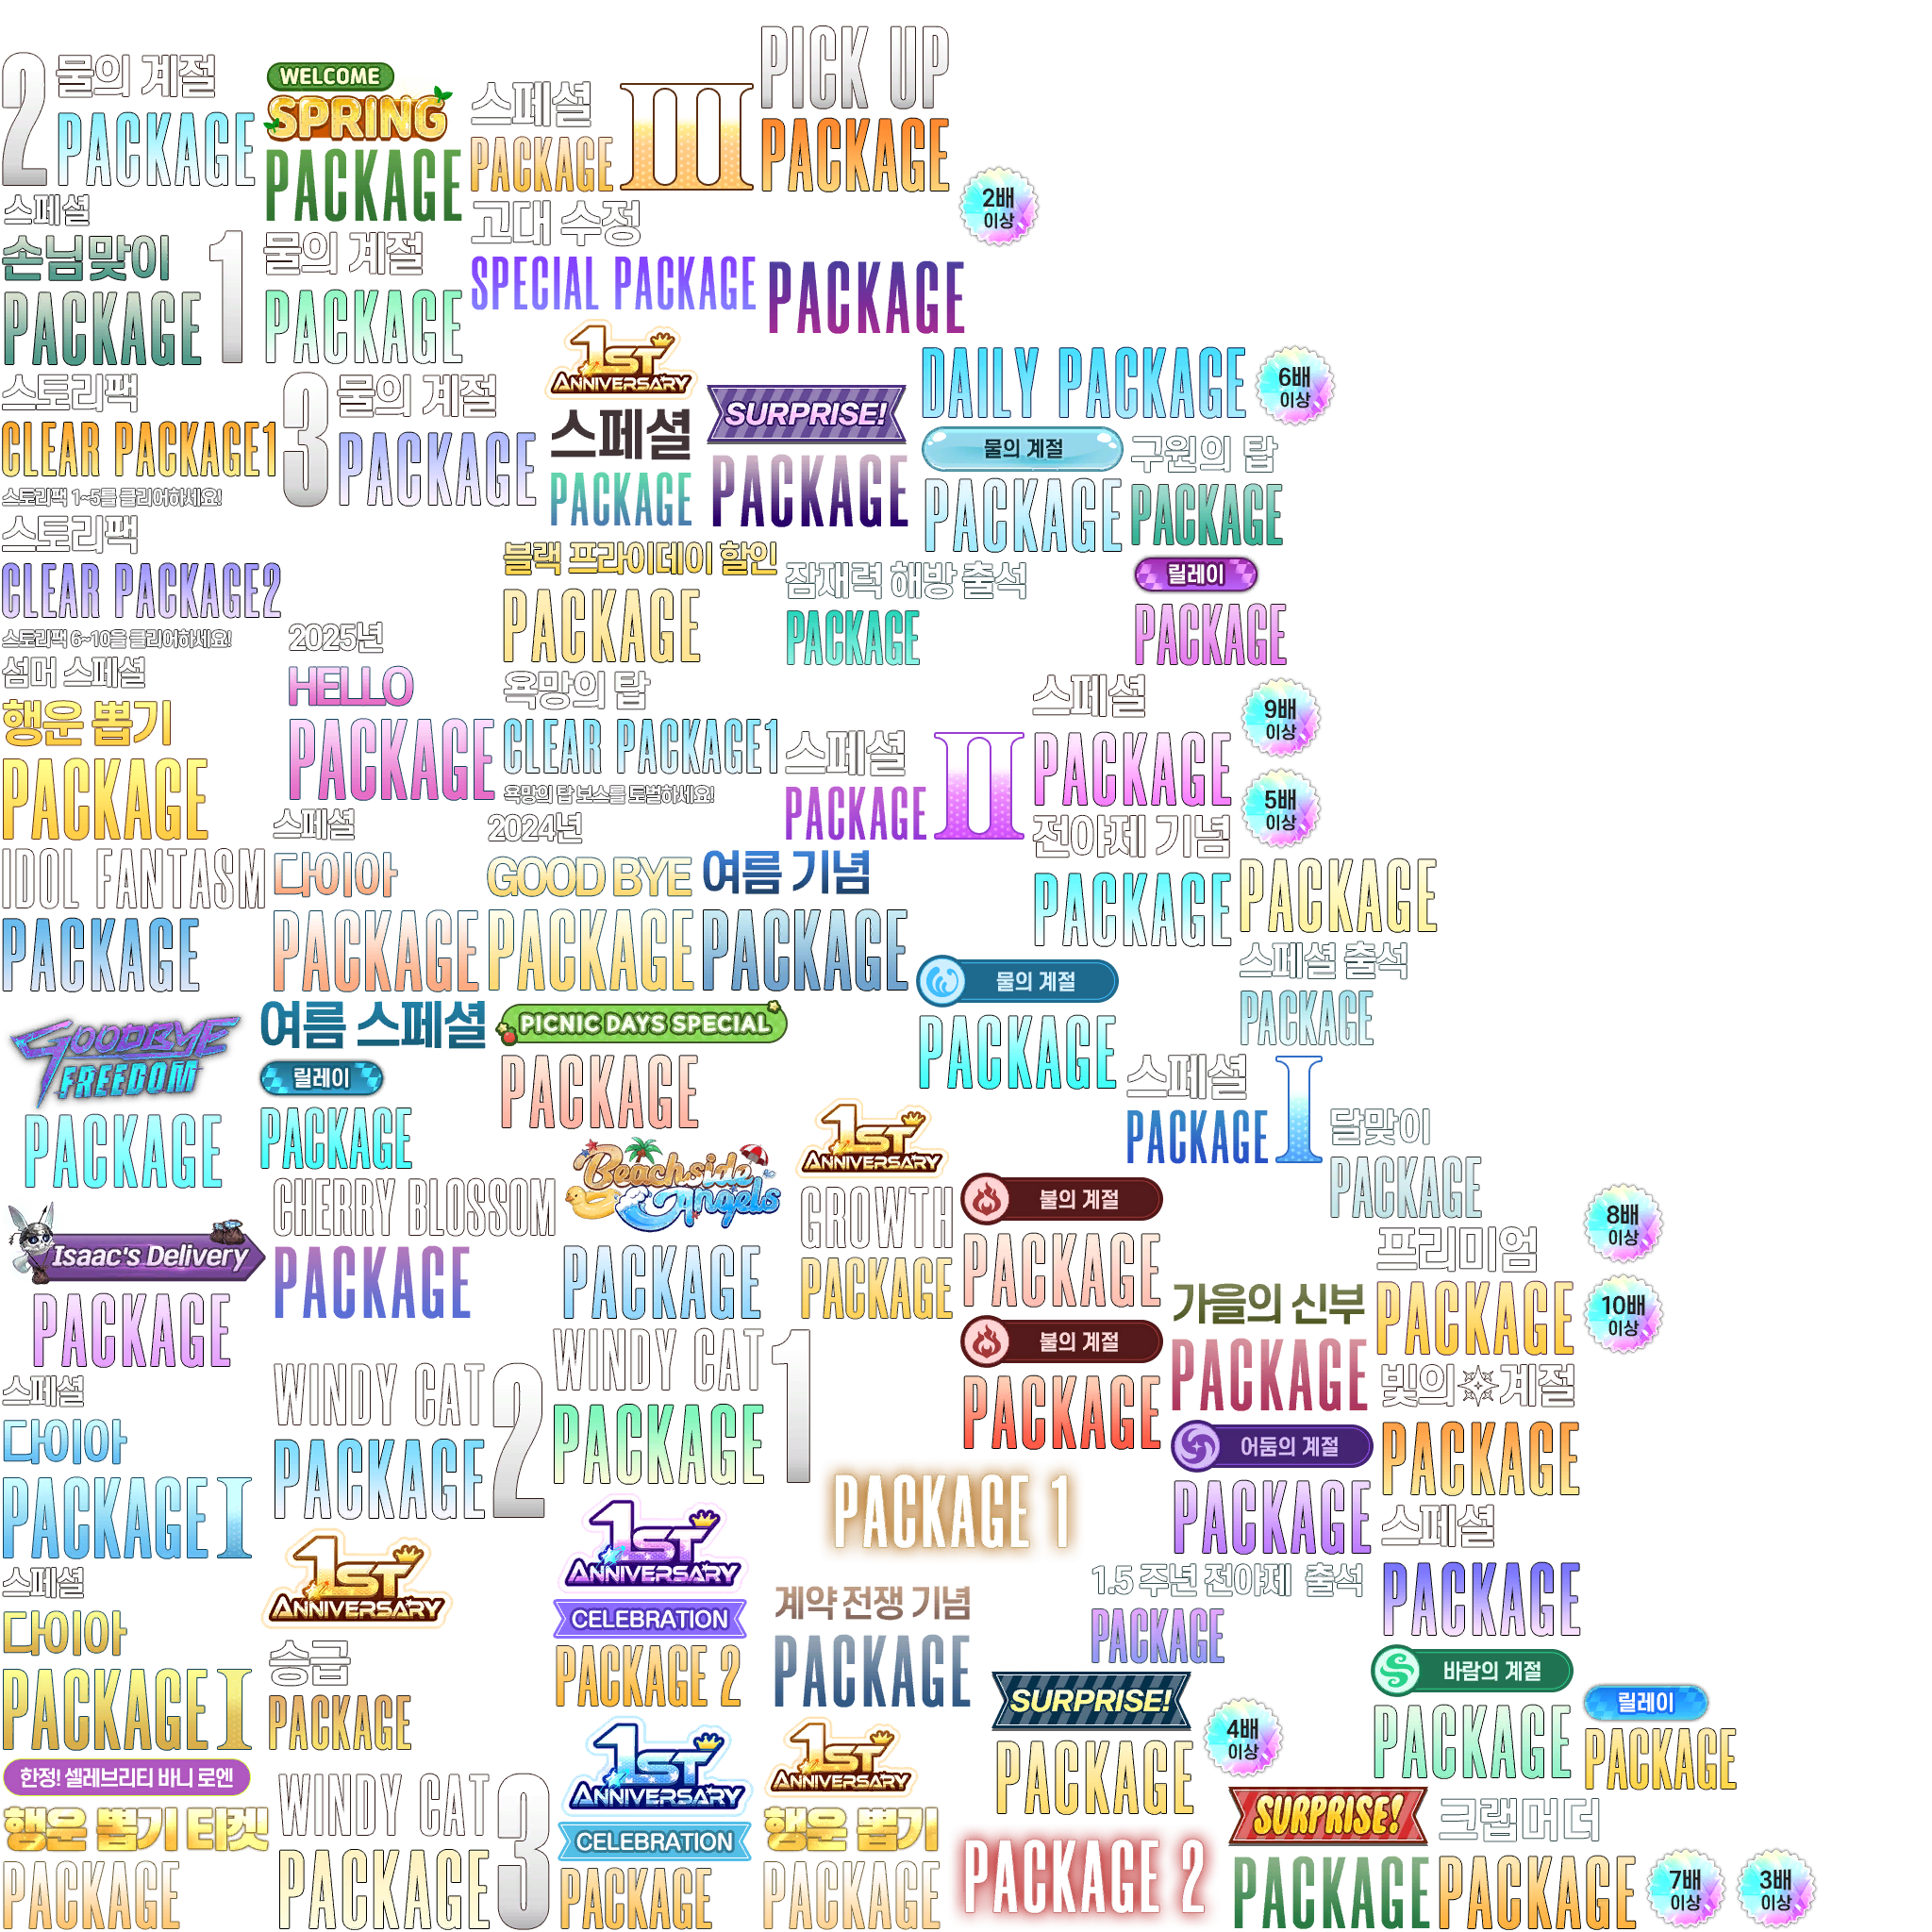 2 물의 계절
PACKAGE
WELCOME
SPRING
PACKAGE
스페셜
PACKAGE III
PICK UP
PACKAGE
2배
이상
스페셜
손님맞이
PACKAGE 1
물의 계절
PACKAGE
고대 수정
SPECIAL PACKAGE
PACKAGE
스토리팩
CLEAR PACKAGE1
스토리팩 1~5를 클리어하세요!
3 물의 계절
PACKAGE
1ST
ANNIVERSARY
스페셜
PACKAGE
SURPRISE!
PACKAGE
DAILY PACKAGE
6배
이상
물의 계절
PACKAGE
구원의 탑
PACKAGE
스토리팩
CLEAR PACKAGE2
스토리팩 6~10을 클리어하세요!
블랙 프라이데이 할인
PACKAGE
잠재력 해방 출석
PACKAGE
릴레이
PACKAGE
섬머 스페셜
행운 뽑기
PACKAGE
2025년
HELLO
PACKAGE
욕망의 탑
CLEAR PACKAGE1
욕망의 탑 보스를 토벌하세요!
스페셜
PACKAGE II
스페셜
PACKAGE
9배
이상
5배
이상
IDOL FANTASM
PACKAGE
스페셜
다이아
PACKAGE
2024년
GOOD BYE
PACKAGE
여름 기념
PACKAGE
전야제 기념
PACKAGE
PACKAGE
물의 계절
PACKAGE
스페셜 출석
PACKAGE
GOODBYE
FREEDOM
PACKAGE
여름 스페셜
릴레이
PACKAGE
PICNIC DAYS SPECIAL
PACKAGE
스페셜
PACKAGE I
달맞이
PACKAGE
Isaac's Delivery
PACKAGE
CHERRY BLOSSOM
PACKAGE
Beachside
Angels
PACKAGE
1ST
ANNIVERSARY
GROWTH
PACKAGE
불의 계절
PACKAGE
불의 계절
PACKAGE
가을의 신부
PACKAGE
프리미엄
PACKAGE
8배
이상
10배
이상
스페셜
다이아
PACKAGE I
WINDY CAT
PACKAGE 2
WINDY CAT
PACKAGE 1
PACKAGE 1
어둠의 계절
PACKAGE
빛의 계절
PACKAGE
스페셜
다이아
PACKAGE I
1ST
ANNIVERSARY
승급
PACKAGE
1ST
ANNIVERSARY
CELEBRATION
PACKAGE 2
계약 전쟁 기념
PACKAGE
1.5 주년 전야제 출석
PACKAGE
스페셜
PACKAGE
SURPRISE!
PACKAGE
4배
이상
바람의 계절
PACKAGE
릴레이
PACKAGE
한정! 셀레브리티 바니 로엔
행운 뽑기 티켓
PACKAGE
WINDY CAT
PACKAGE 3
1ST
ANNIVERSARY
CELEBRATION
PACKAGE
1ST
ANNIVERSARY
행운 뽑기
PACKAGE
PACKAGE 2
SURPRISE!
PACKAGE
크랩머더
PACKAGE
7배
이상
3배
이상